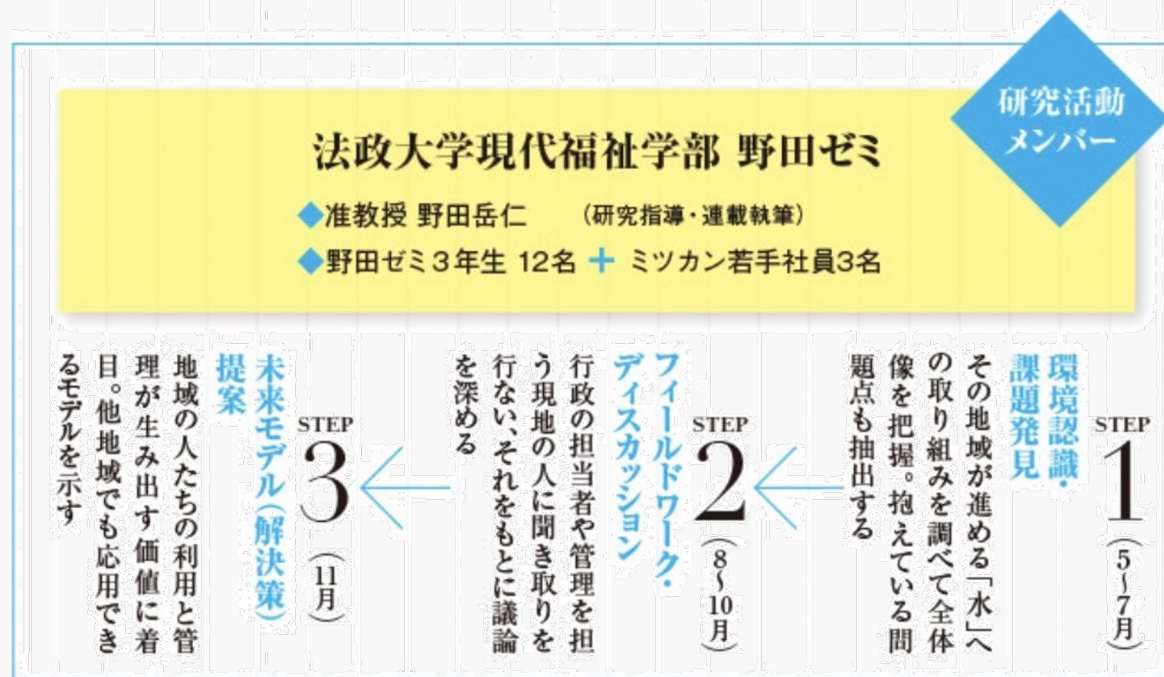 研究活動
メンバー
法政大学現代福祉学部 野田ゼミ
◆准教授 野田岳仁 （研究指導・連載執筆）
◆野田ゼミ3年生 12名 + ミツカン若手社員3名
STEP
1
（5〜7月）
環境認識・
課題発見
その地域が進める「水」へ
の取り組みを調べて全体
像を把握。抱えている問
題点も抽出する
STEP
2
（8〜10月）
フィールドワーク・
ディスカッション
行政の担当者や管理を担
う現地の人に聞き取りを
行ない、それをもとに議論
を深める
STEP
3
（11月）
未来モデル（解決策）
提案
地域の人たちの利用と管
理が生み出す価値に着
目。他地域でも応用でき
るモデルを示す